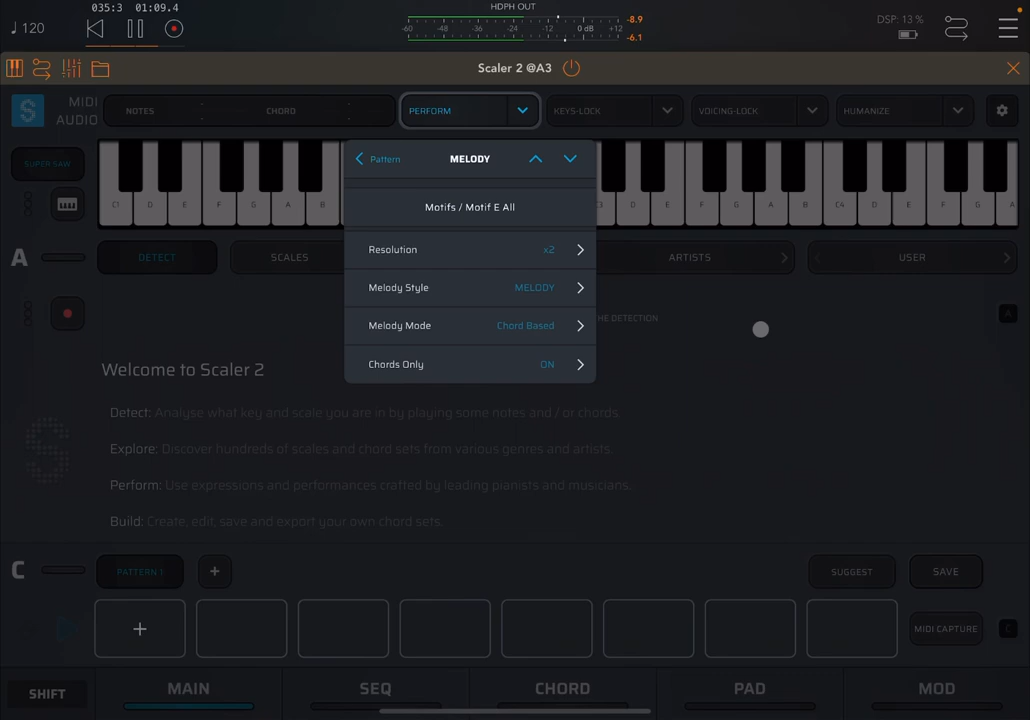 ♩ 120
035:3 01:09.4
HDPH OUT
-60 -48 -36 -24 -12 0 dB +12
-8.9
-6.1
DSP: 13 %
Scaler 2 @A3
MIDI
AUDIO
NOTES
CHORD
PERFORM
KEYS-LOCK
VOICING-LOCK
HUMANIZE
SUPER SAW
Pattern
MELODY
C1 D E F G A
C3 D E F G A B C4 D E F G A
Motifs / Motif E All
Resolution x2
Melody Style MELODY
Melody Mode Chord Based
Chords Only ON
A
DETECT
SCALES
ARTISTS
USER
HE DETECTION
A
Welcome to Scaler 2
Detect: Analyse what key and scale you are in by playing some notes and / or chords.
Explore: Discover hundreds of scales and chord sets from various genres and artists.
Perform: Use expressions and performances crafted by leading pianists and musicians.
Build: Create, edit, save and export your own chord sets.
C
PATTERN 1
+
SUGGEST
SAVE
+
MIDI CAPTURE
C
SHIFT
MAIN
SEQ
CHORD
PAD
MOD